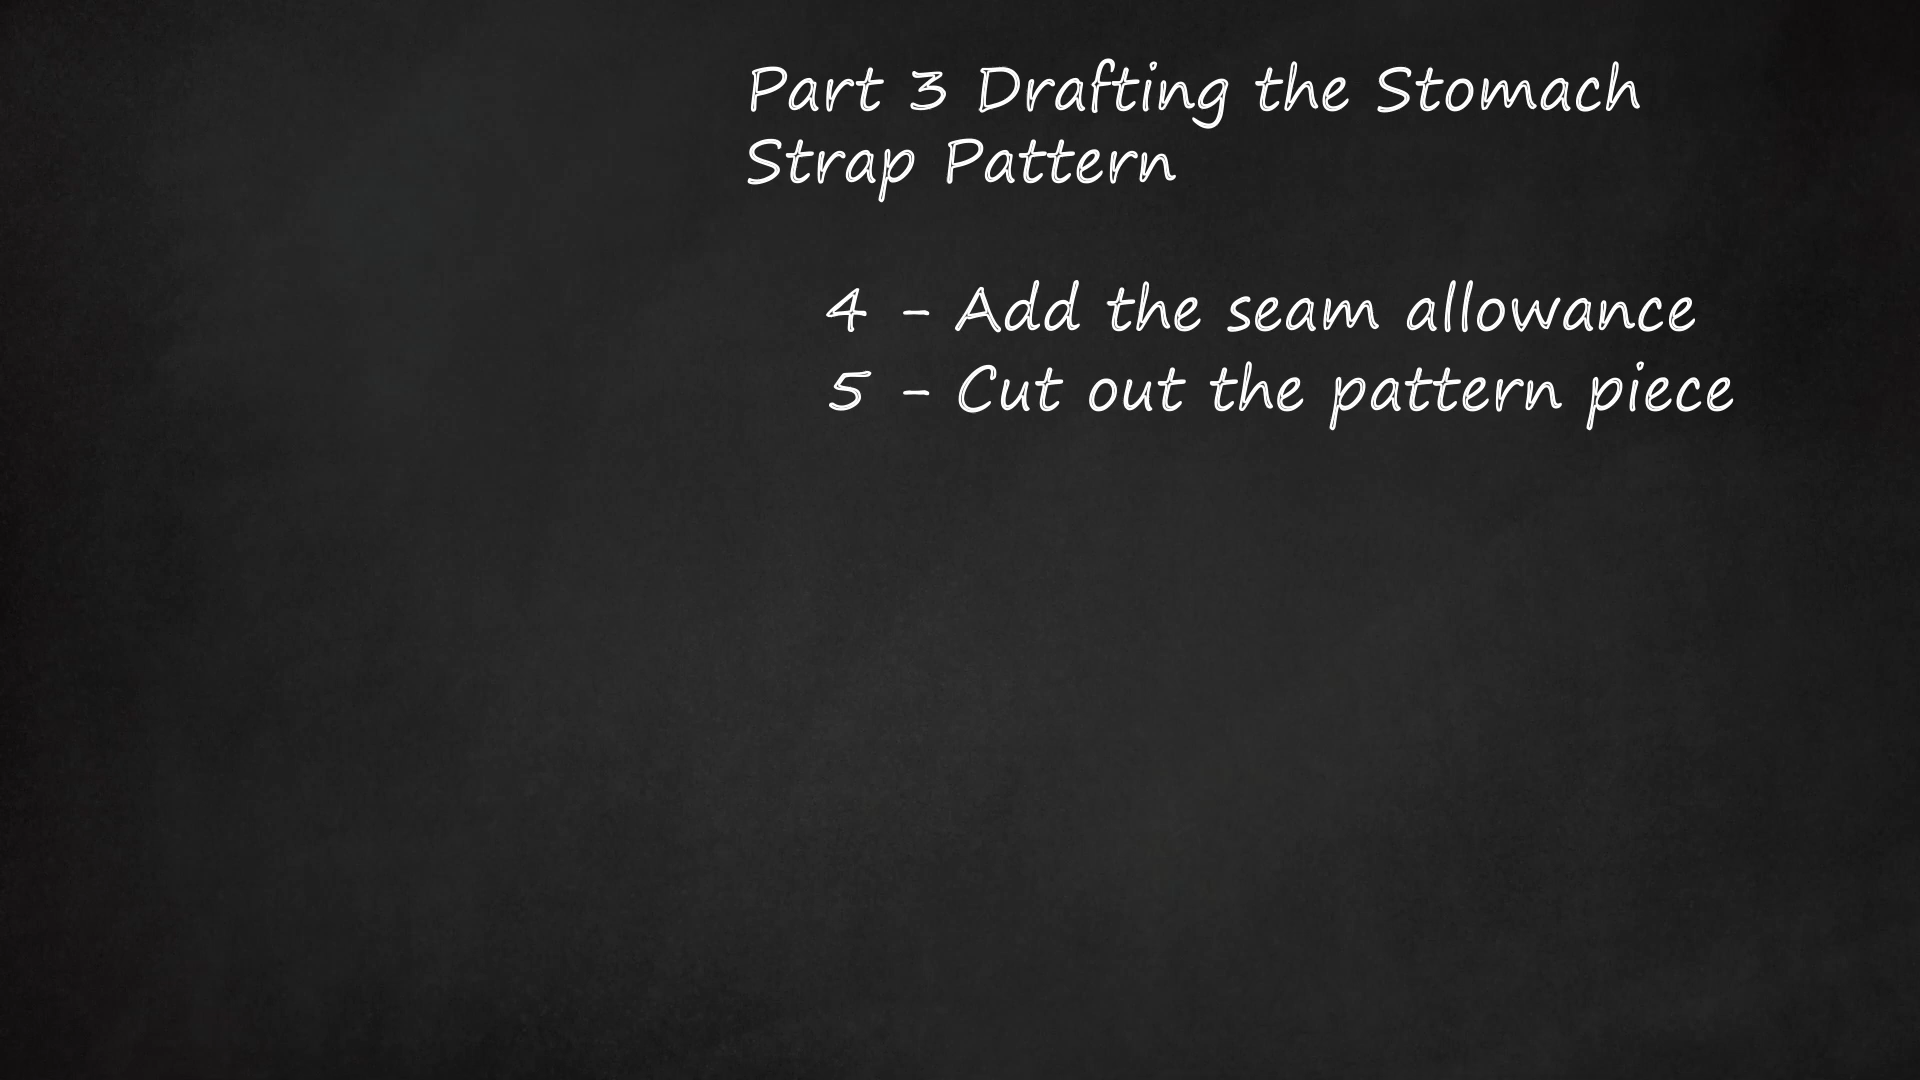 Part 3 Drafting the Stomach
Strap Pattern
4 - Add the seam allowance
5 - Cut out the pattern piece